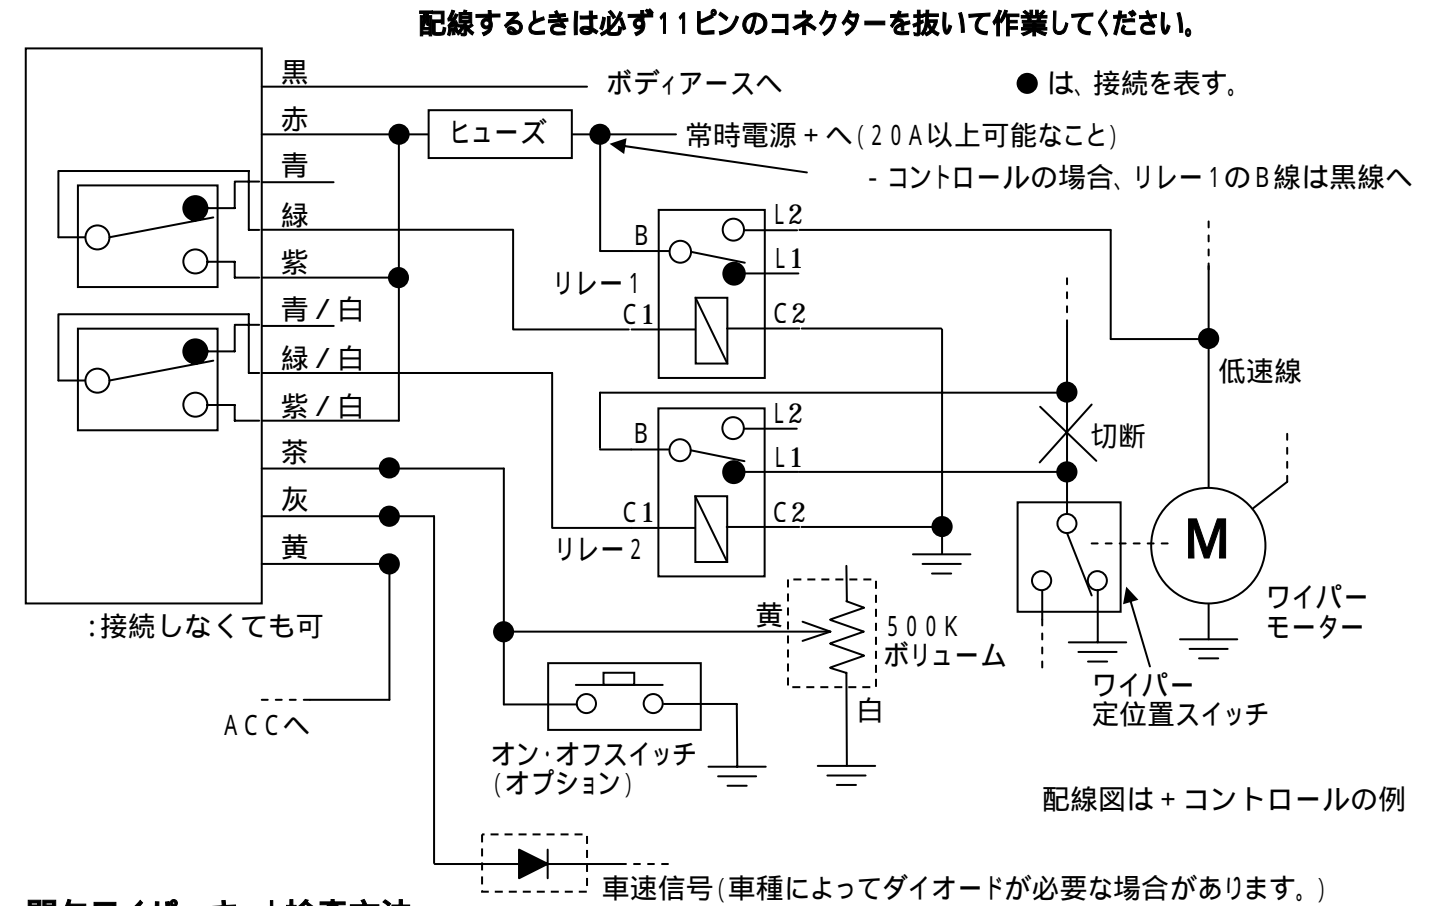 配線するときは必ず11ピンのコネクターを抜いて作業してください。
黒
ボディアースへ
●は、接続を表す。
赤
ヒューズ
常時電源+へ(20A以上可能なこと)
青
-コントロールの場合、リレー1のB線は黒線へ
緑
L2
B
L1
紫
リレー1
青/白
C1
C2
緑/白
低速線
紫/白
L2
B
切断
茶
L1
灰
C1
C2
黄
リレー2
M
ワイパー
モーター
:接続しなくても可
黄
500K
ボリューム
ワイパー
定位置スイッチ
白
ACCへ
オン・オフスイッチ
(オプション)
配線図は+コントロールの例
車速信号(車種によってダイオードが必要な場合があります。)